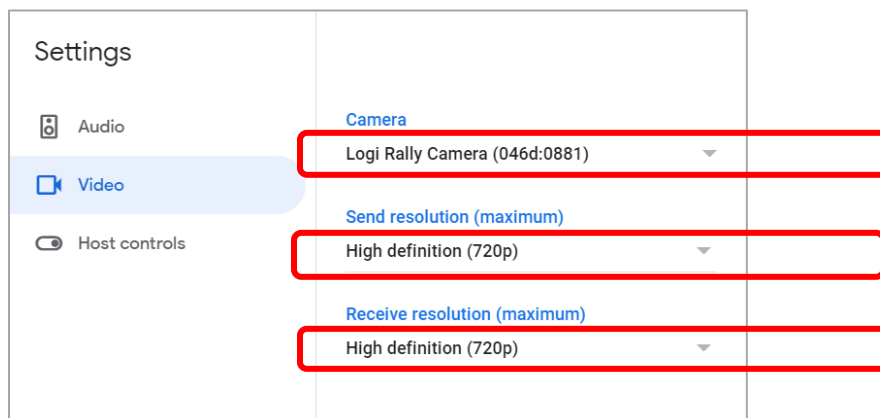 Settings
Audio
Video
Host controls
Camera
Logi Rally Camera (046d:0881)
Send resolution (maximum)
High definition (720p)
Receive resolution (maximum)
High definition (720p)